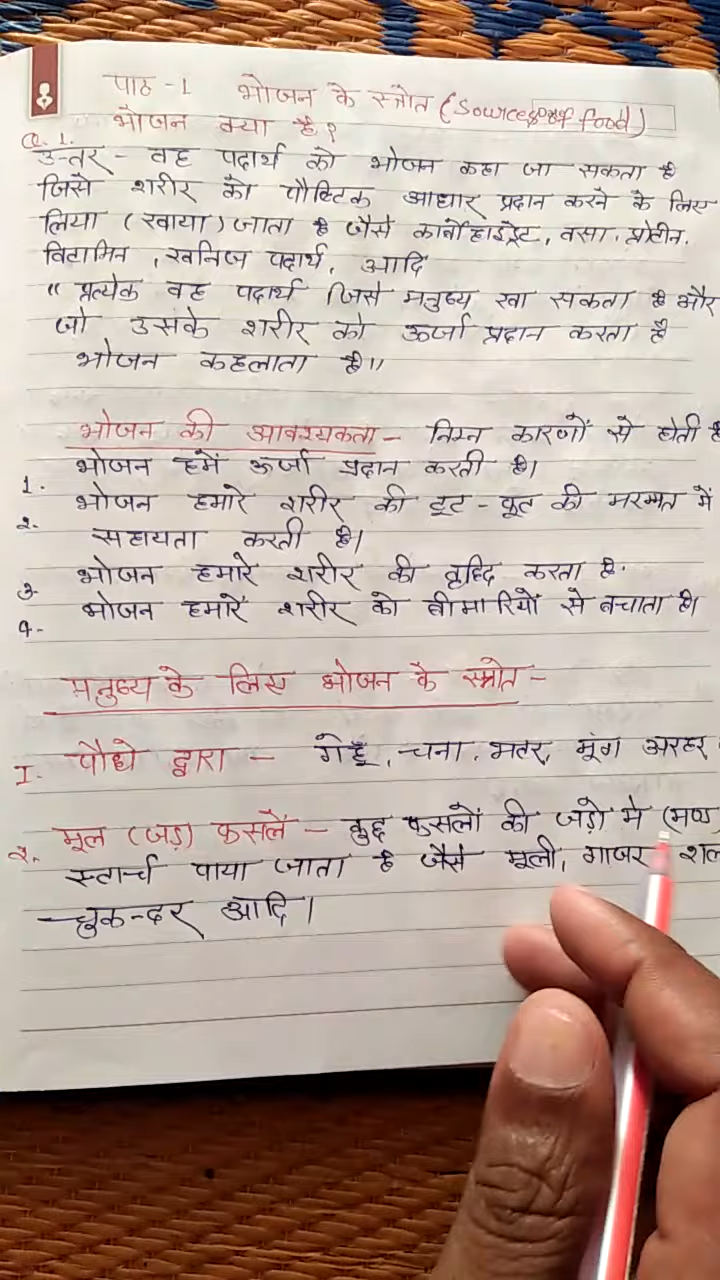 पाठ -1 भोजन के स्त्रोत (Sources of food)
Q.1. भोजन क्या है?
उत्तर - वह पदार्थ को भोजन कहा जा सकता है
जिसे शरीर को पौष्टिक आधार प्रदान करने के लिए
लिया (खाया) जाता है जैसे कार्बोहाइड्रेट, वसा, प्रोटीन,
विटामिन, खनिज पदार्थ, आदि
" प्रत्येक वह पदार्थ जिसे मनुष्य खा सकता है और
जो उसके शरीर को ऊर्जा प्रदान करता है
भोजन कहलाता है"
भोजन की आवश्यकता - निम्न कारणों से होती है
1. भोजन हमें ऊर्जा प्रदान करती है।
2. भोजन हमारे शरीर की टूट-फूट की मरम्मत में
सहायता करती है।
3. भोजन हमारे शरीर की वृद्धि करता है.
4. भोजन हमारें शरीर को बीमारियों से बचाता है।
मनुष्य के लिए भोजन के स्त्रोत -
I. पौधे द्वारा - गेहूँ, चना, मटर, मूंग अरहर
2. मूल (जड़) फसलें - कुछ फसलों की जड़ो मे
स्टार्च पाया जाता है जैसे मूली, गाजर
चुकन्दर आदि।